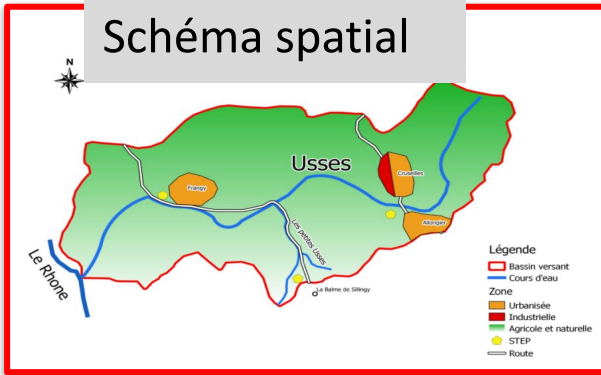 Schéma spatial
N
Usses
Cruseilles
Frangy
Allongier
Les petites Usses
Le Rhone
La Balme de Sillingy
Légende
Bassin versant
Cours d'eau
Zone
Urbanisée
Industrielle
Agricole et naturelle
STEP
Route